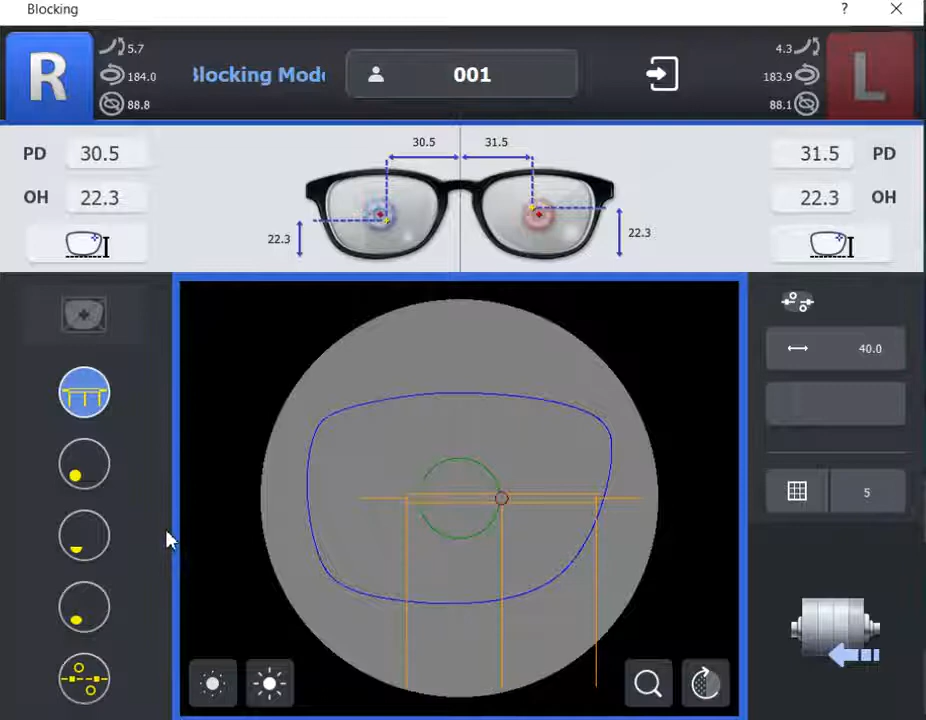 Blocking ?
R 5.7 184.0 88.8 Blocking Mode 001 4.3 183.9 88.1 L
PD 30.5 30.5 31.5 31.5 PD
OH 22.3 22.3 22.3 22.3 OH
40.0
5